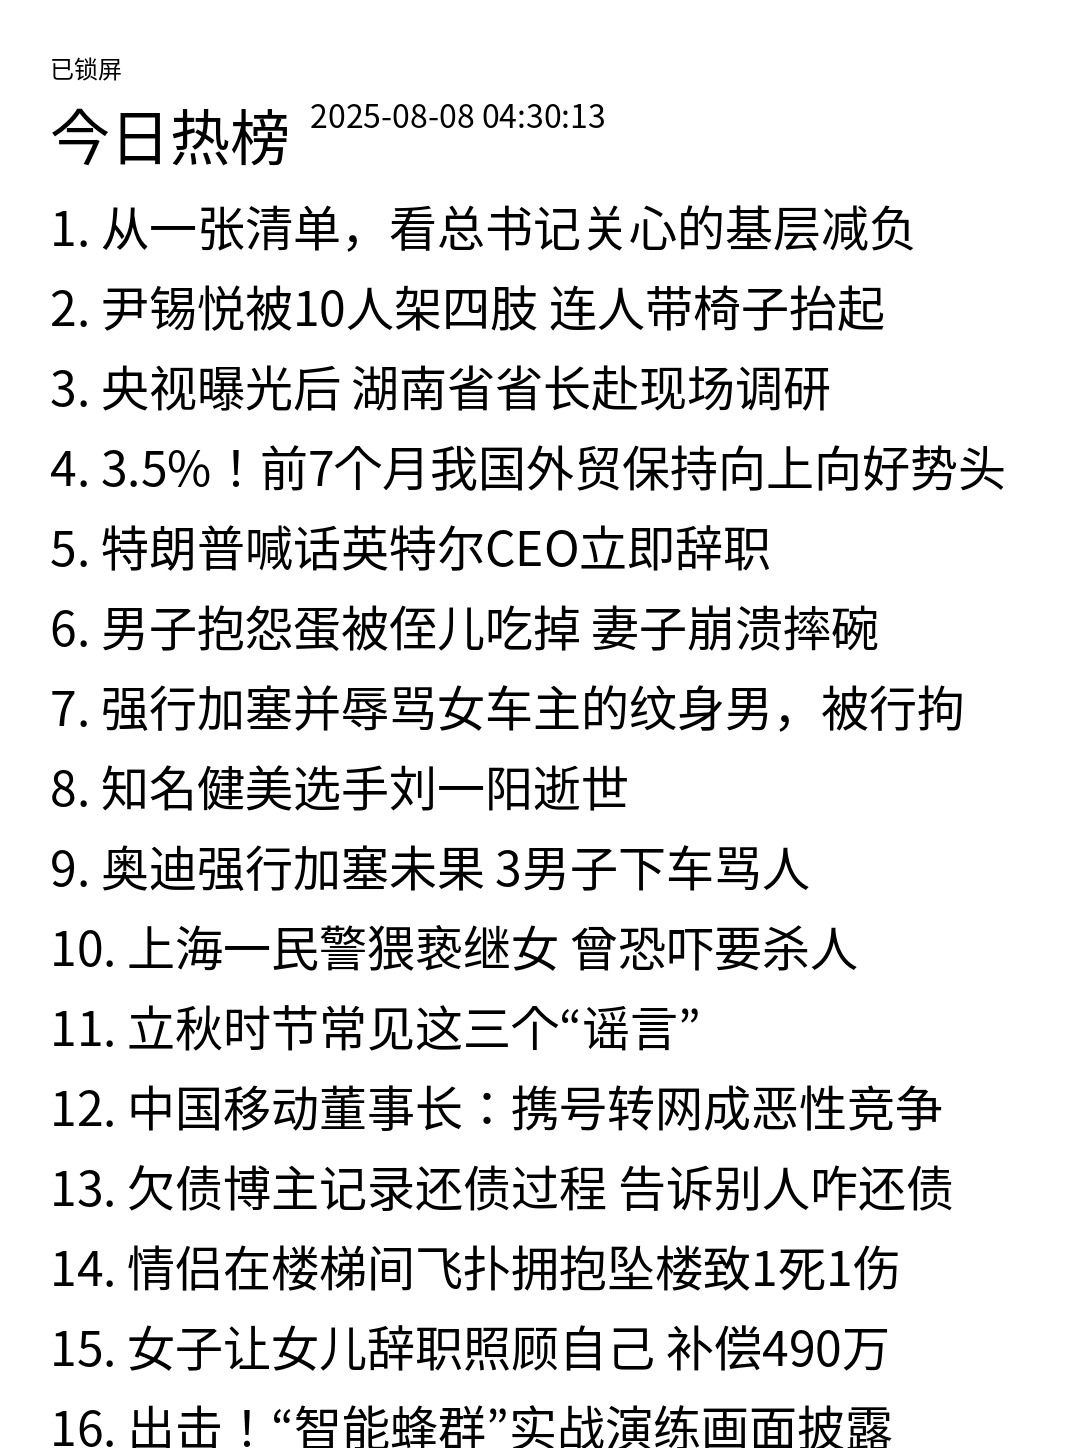 已锁屏
今日热榜 2025-08-08 04:30:13
1. 从一张清单，看总书记关心的基层减负
2. 尹锡悦被10人架四肢 连人带椅子抬起
3. 央视曝光后 湖南省省长赴现场调研
4. 3.5%！前7个月我国外贸保持向上向好势头
5. 特朗普喊话英特尔CEO立即辞职
6. 男子抱怨蛋被侄儿吃掉 妻子崩溃摔碗
7. 强行加塞并辱骂女车主的纹身男，被行拘
8. 知名健美选手刘一阳逝世
9. 奥迪强行加塞未果 3男子下车骂人
10. 上海一民警猥亵继女 曾恐吓要杀人
11. 立秋时节常见这三个“谣言”
12. 中国移动董事长：携号转网成恶性竞争
13. 欠债博主记录还债过程 告诉别人咋还债
14. 情侣在楼梯间飞扑拥抱坠楼致1死1伤
15. 女子让女儿辞职照顾自己 补偿490万
16. 出击！“智能蜂群”实战演练画面披露